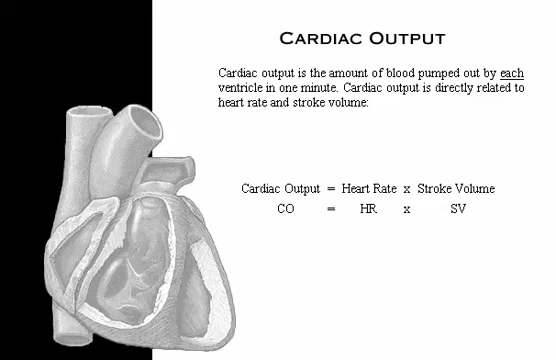 CARDIAC OUTPUT
Cardiac output is the amount of blood pumped out by each
ventricle in one minute. Cardiac output is directly related to
heart rate and stroke volume:
Cardiac Output = Heart Rate x Stroke Volume
CO = HR x SV